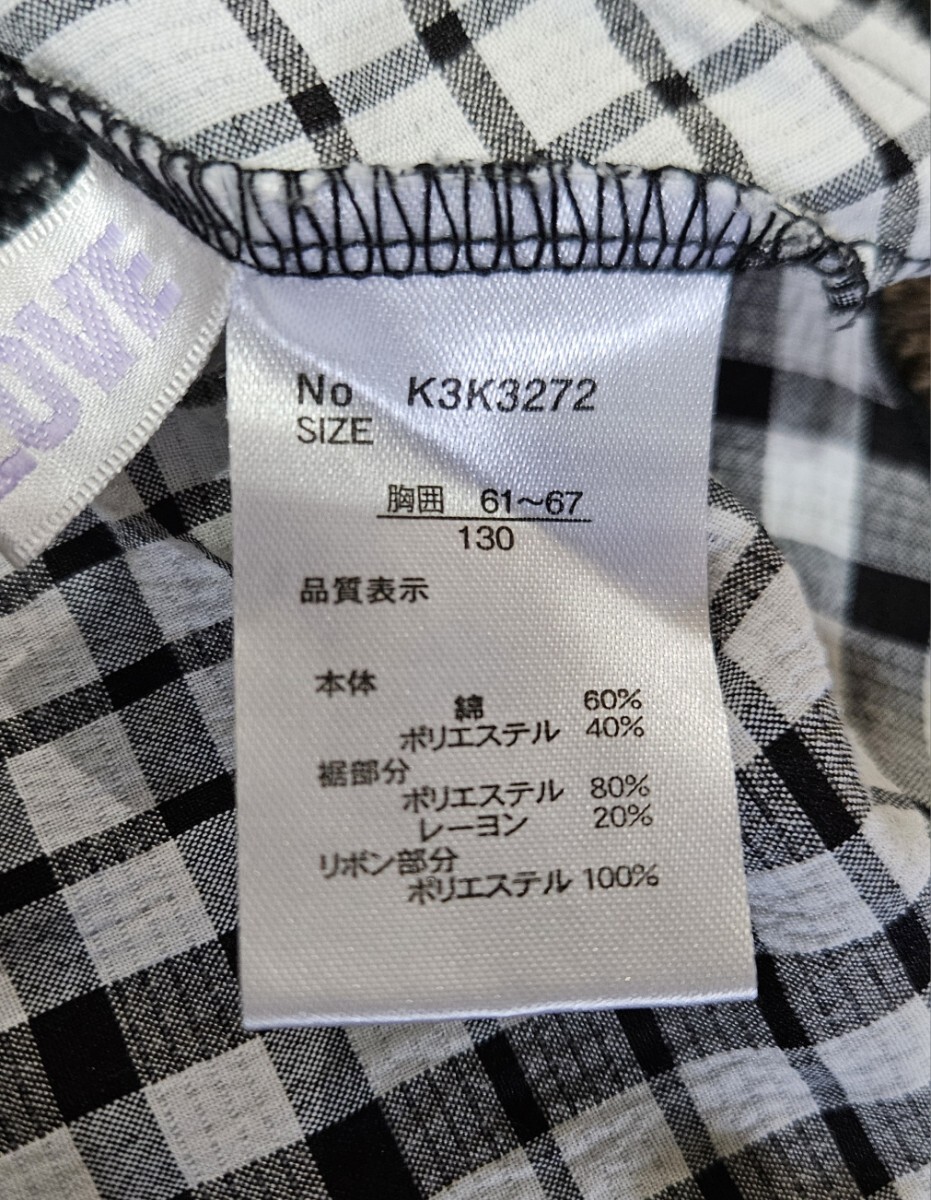 No K3K3272
SIZE
胸囲 61～67
130
品質表示
本体
綿 60%
ポリエステル 40%
裾部分
ポリエステル 80%
レーヨン 20%
リボン部分
ポリエステル 100%